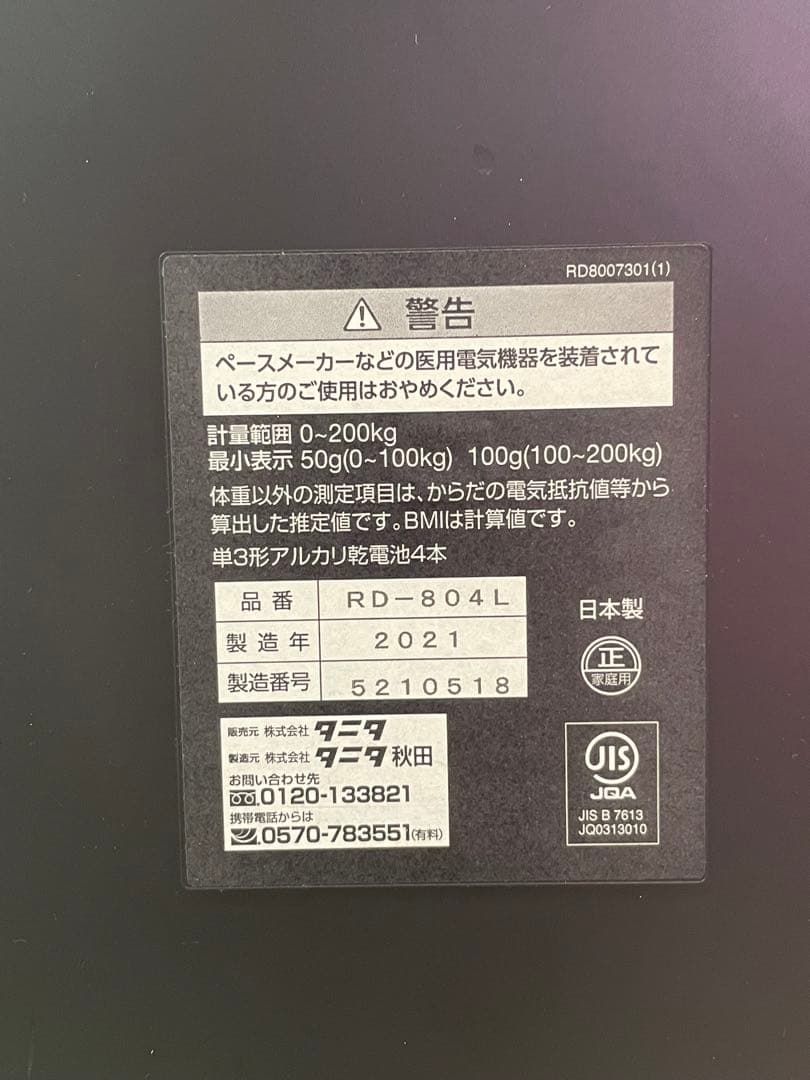 RD8007301(1)
警告
ペースメーカーなどの医用電気機器を装着されて
いる方のご使用はおやめください。
計量範囲 0~200kg
最小表示 50g(0~100kg) 100g(100~200kg)
体重以外の測定項目は、からだの電気抵抗値等から
算出した推定値です。BMIは計算値です。
単3形アルカリ乾電池4本
品番 RD-804L
製造年 2021
製造番号 5210518
日本製
正
家庭用
販売元 株式会社 タニタ
製造元 株式会社 タニタ 秋田
お問い合わせ先
0120-133821
携帯電話からは
0570-783551(有料)
JIS
JQA
JIS B 7613
JQ0313010